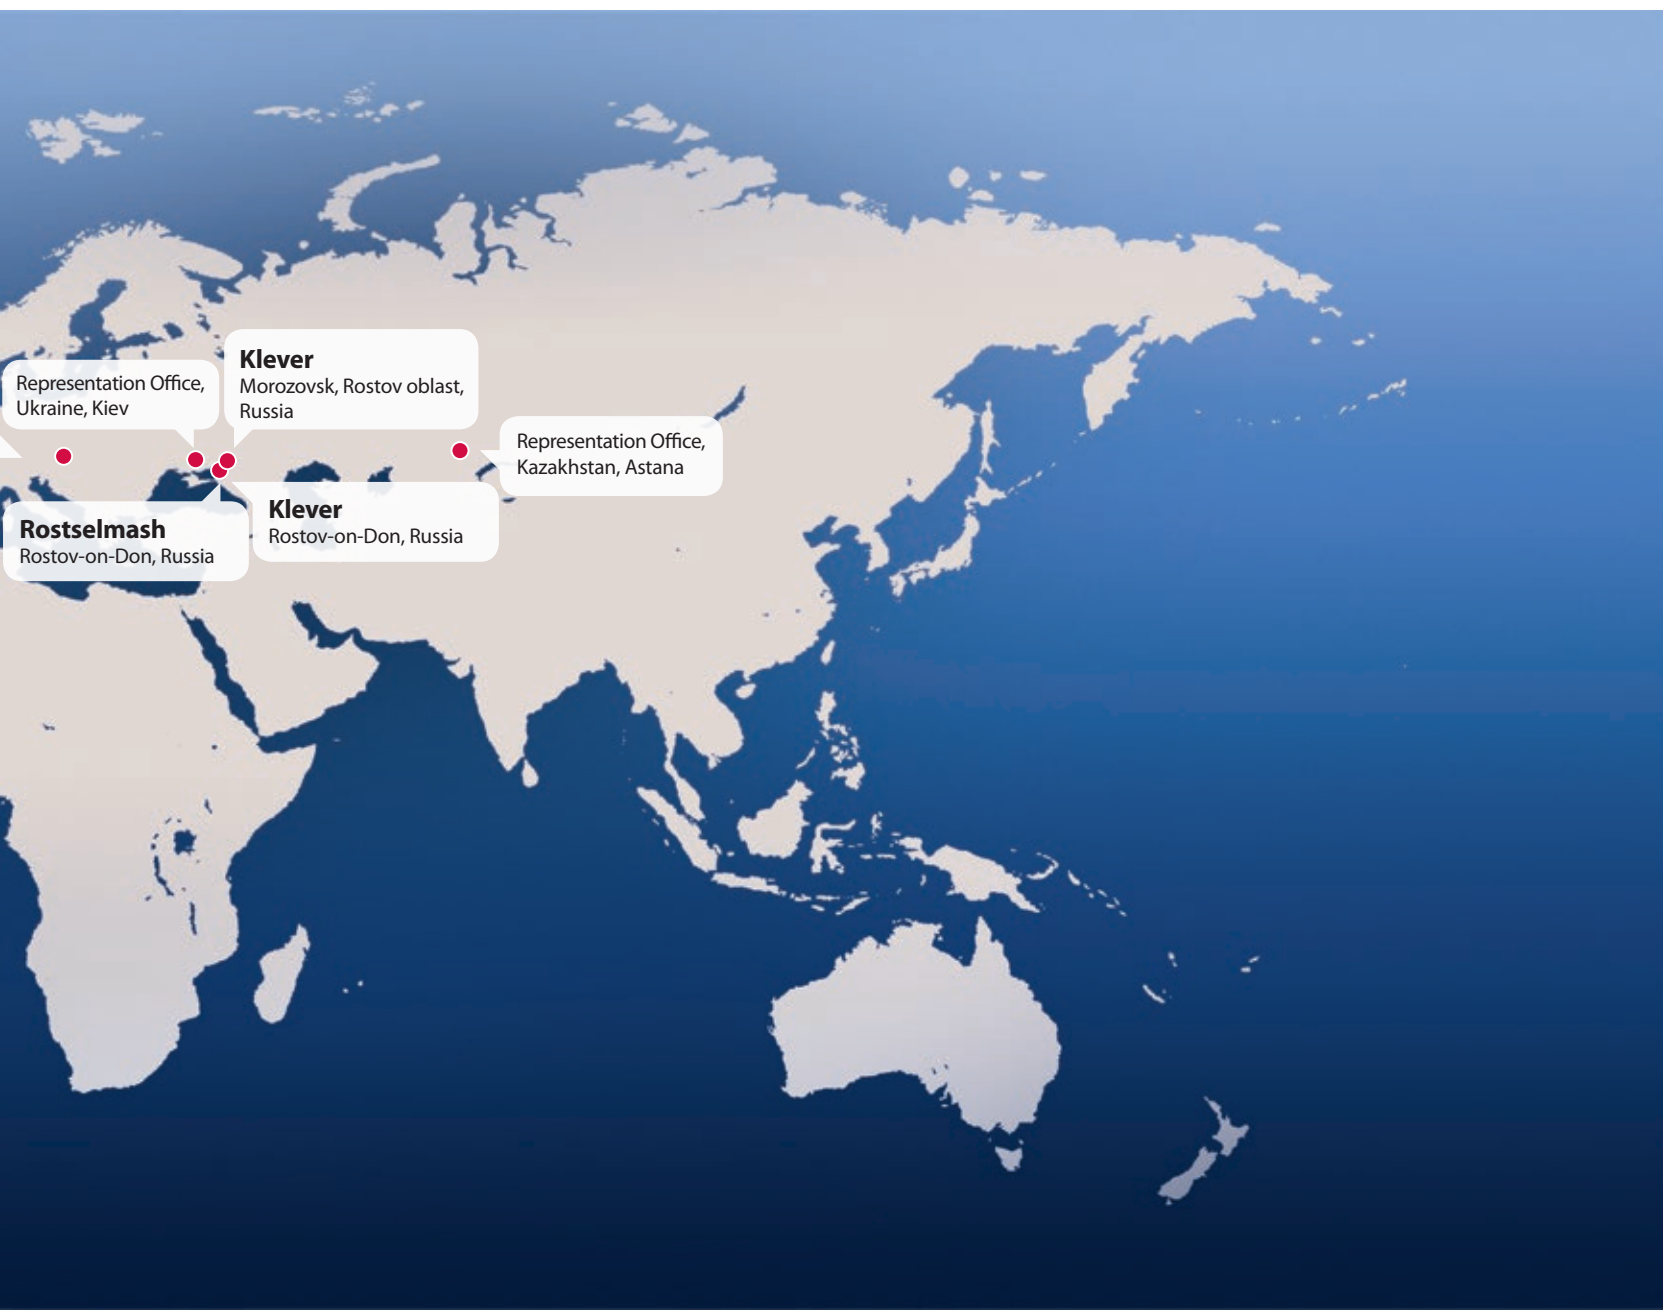 Klever
Morozovsk, Rostov oblast,
Russia
Representation Office,
Ukraine, Kiev
Representation Office,
Kazakhstan, Astana
Klever
Rostov-on-Don, Russia
Rostselmash
Rostov-on-Don, Russia